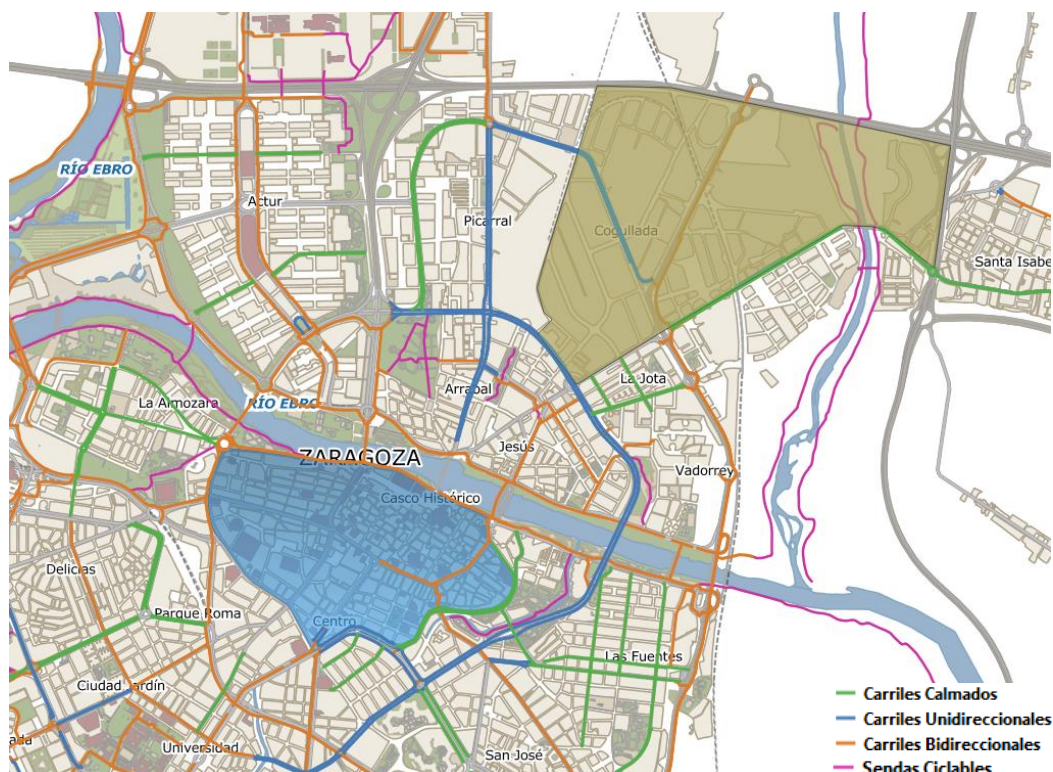 RÍO EBRO
Actur
Picarral
Cogullada
Santa Isabe
La Jota
Arrabal
La Almozara
RÍO EBRO
Jesús
ZARAGOZA
Vadorrey
Casco Histórico
Delicias
Parque Roma
Centro
Las Fuentes
Ciudad Jardín
ada
Universidad
San José
Carriles Calmados
Carriles Unidireccionales
Carriles Bidireccionales
Sendas Ciclables